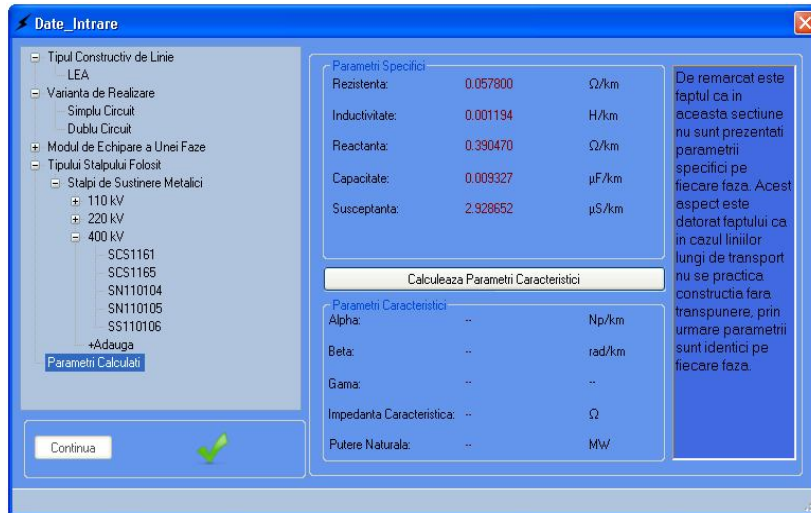 Date_Intrare
Tipul Constructiv de Linie
LEA
Varianta de Realizare
Simplu Circuit
Dublu Circuit
Modul de Echipare a Unei Faze
Tipului Stalpului Folosit
Stalpi de Sustinere Metalici
110 kV
220 kV
400 kV
SCS1161
SCS1165
SN110104
SN110105
SS110106
+Adauga
Parametri Calculati
Continua
Parametri Specifici
Rezistenta: 0.057800 Ω/km
Inductivitate: 0.001194 H/km
Reactanta: 0.390470 Ω/km
Capacitate: 0.009327 µF/km
Susceptanta: 2.928652 µS/km
Calculeaza Parametri Caracteristici
Parametri Caracteristici
Alpha: -- Np/km
Beta: -- rad/km
Gama: -- --
Impedanta Caracteristica: -- Ω
Putere Naturala: -- MW
De remarcat este
faptul ca in
aceasta sectiune
nu sunt prezentati
parametrii
specifici pe
fiecare faza. Acest
aspect este
datorat faptului ca
in cazul liniilor
lungi de transport
nu se practica
constructia fara
transpunere, prin
urmare parametrii
sunt identici pe
fiecare faza.